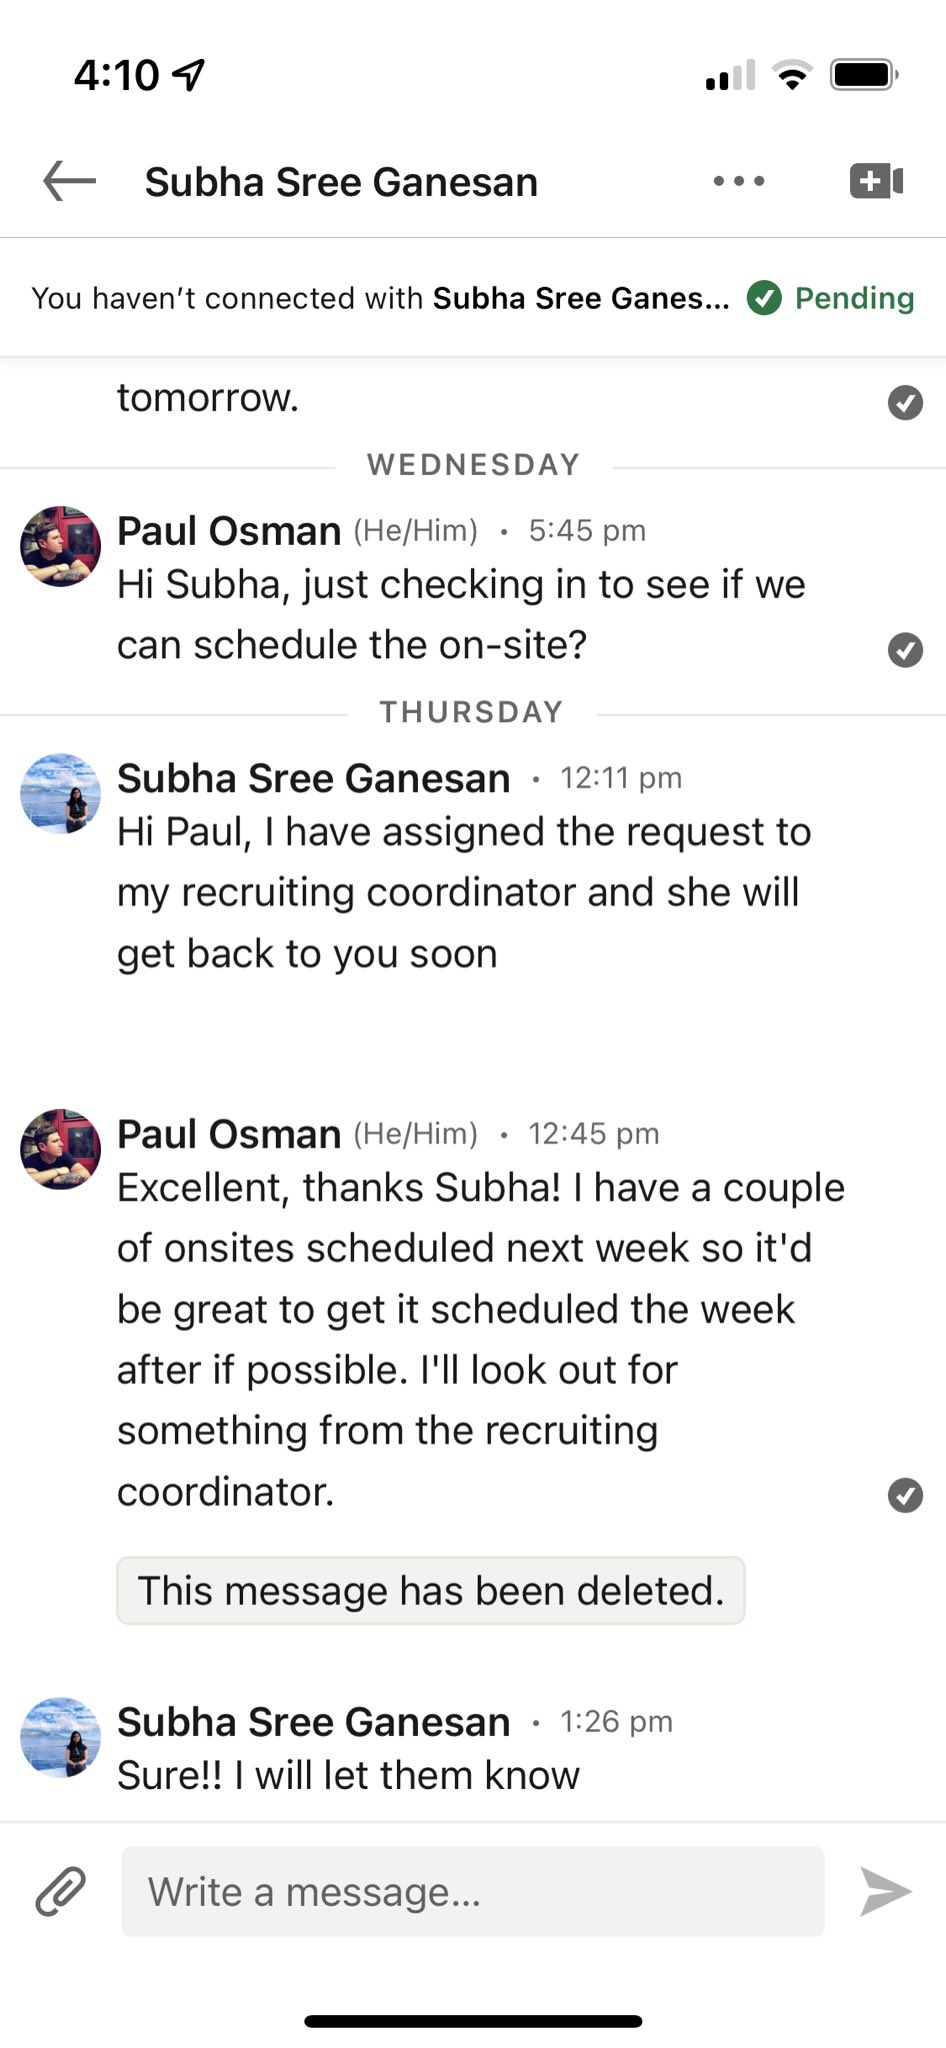 4:10
Subha Sree Ganesan
You haven’t connected with Subha Sree Ganes... Pending
tomorrow.
WEDNESDAY
Paul Osman (He/Him) • 5:45 pm
Hi Subha, just checking in to see if we
can schedule the on-site?
THURSDAY
Subha Sree Ganesan • 12:11 pm
Hi Paul, I have assigned the request to
my recruiting coordinator and she will
get back to you soon
Paul Osman (He/Him) • 12:45 pm
Excellent, thanks Subha! I have a couple
of onsites scheduled next week so it'd
be great to get it scheduled the week
after if possible. I'll look out for
something from the recruiting
coordinator.
This message has been deleted.
Subha Sree Ganesan • 1:26 pm
Sure!! I will let them know
Write a message...